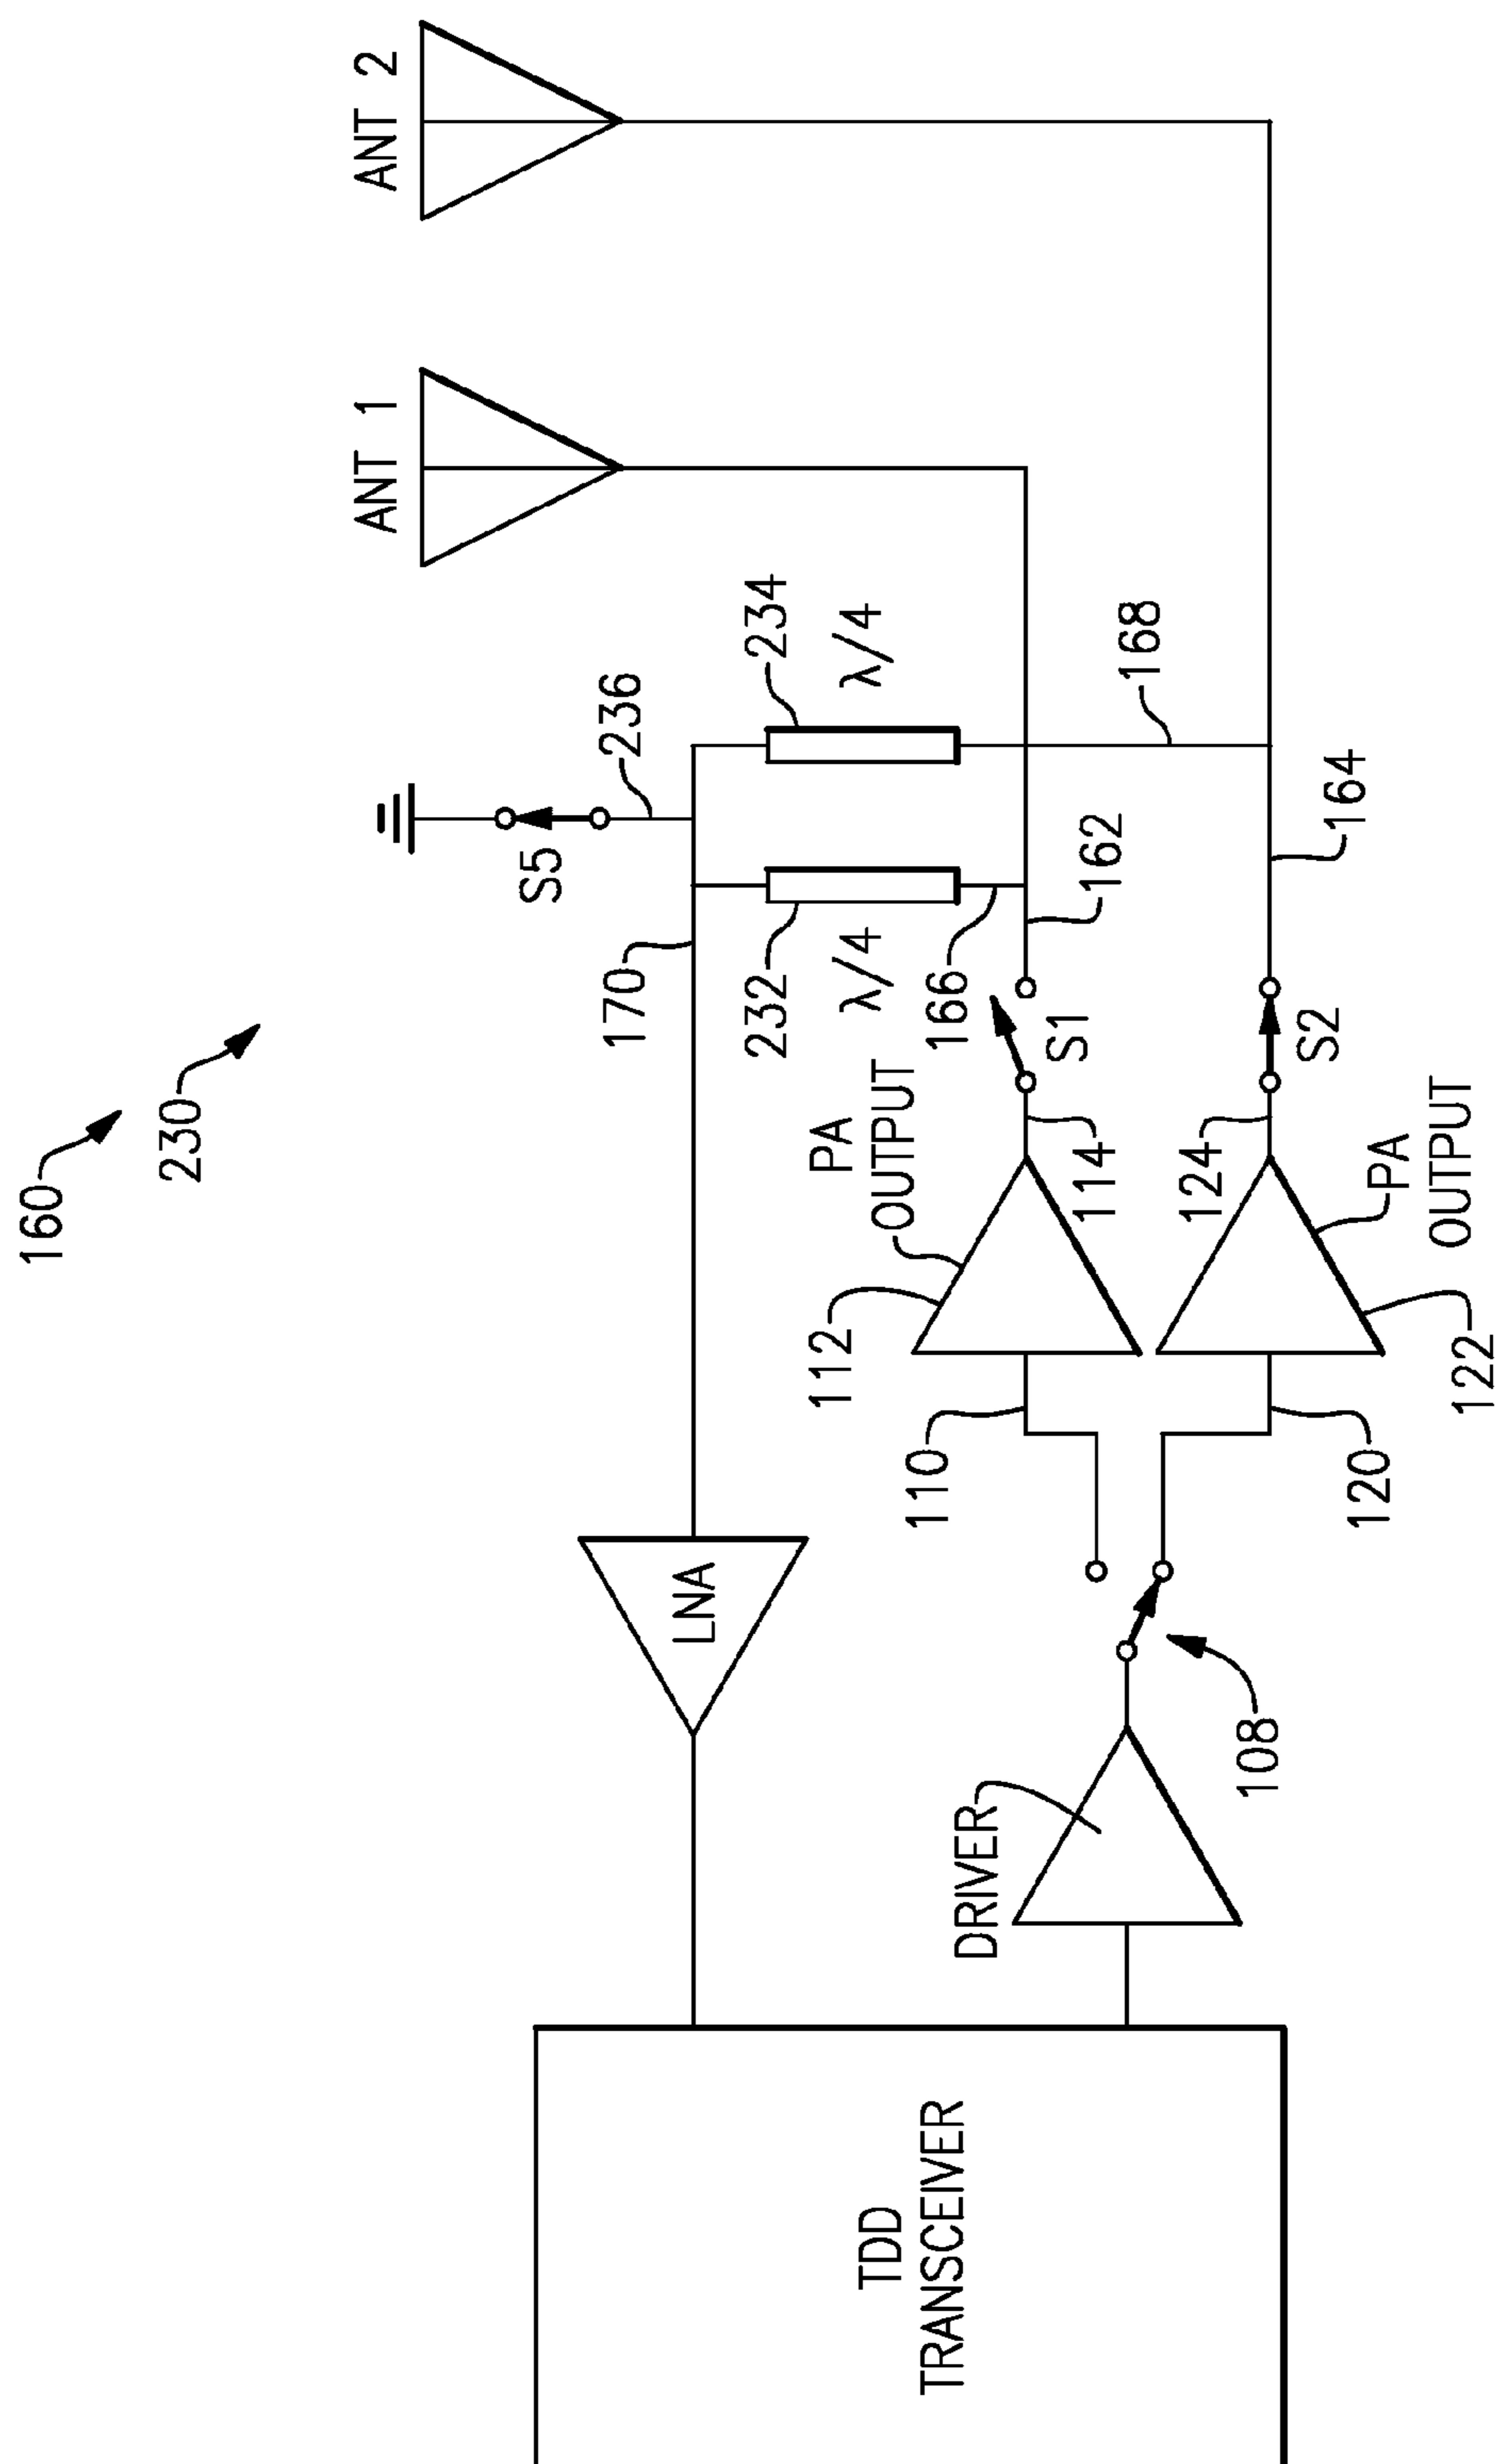 160
230
ANT 1
ANT 2
S5
236
170
232
λ/4
234
λ/4
166
162
168
164
S1
S2
PA
OUTPUT
112
114
124
PA
OUTPUT
122
110
120
LNA
108
DRIVER
TDD
TRANSCEIVER